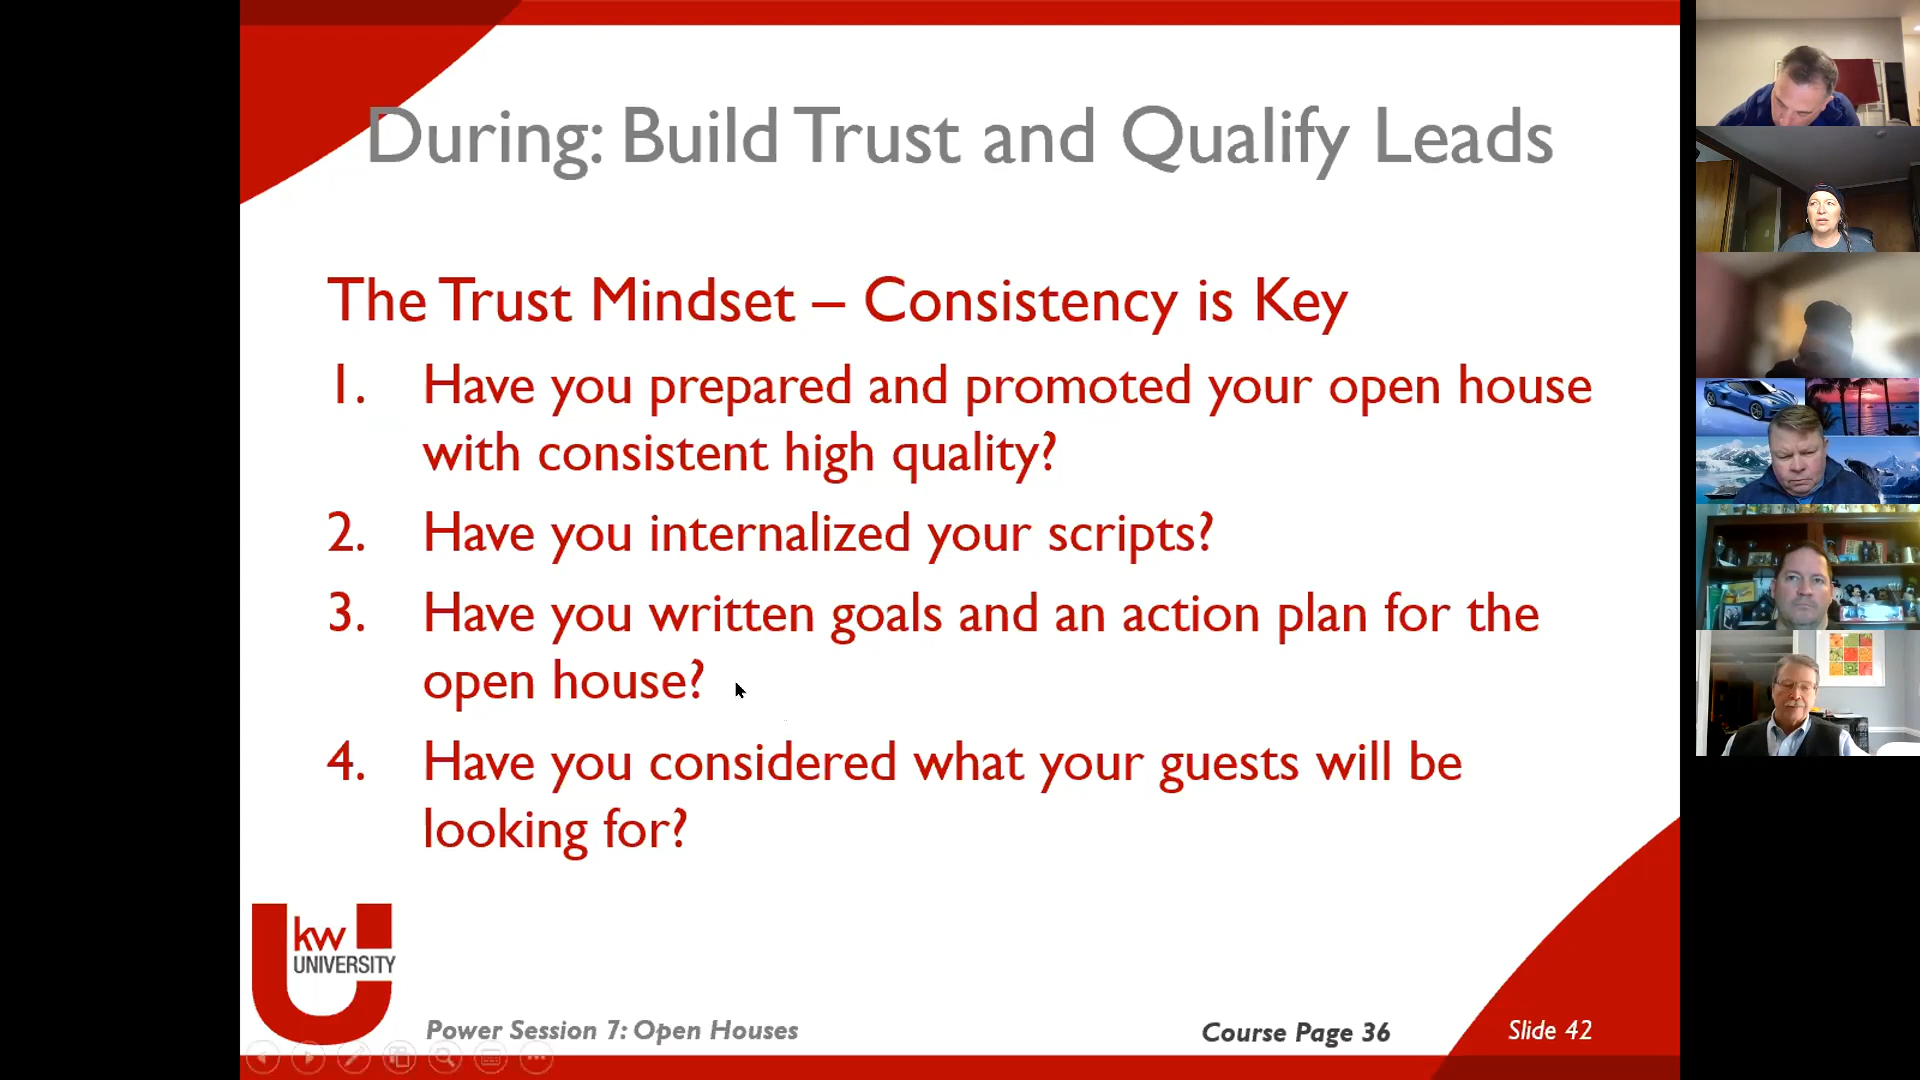 During: Build Trust and Qualify Leads
The Trust Mindset – Consistency is Key
1. Have you prepared and promoted your open house
with consistent high quality?
2. Have you internalized your scripts?
3. Have you written goals and an action plan for the
open house?
4. Have you considered what your guests will be
looking for?
kw
UNIVERSITY
Power Session 7: Open Houses
Course Page 36
Slide 42